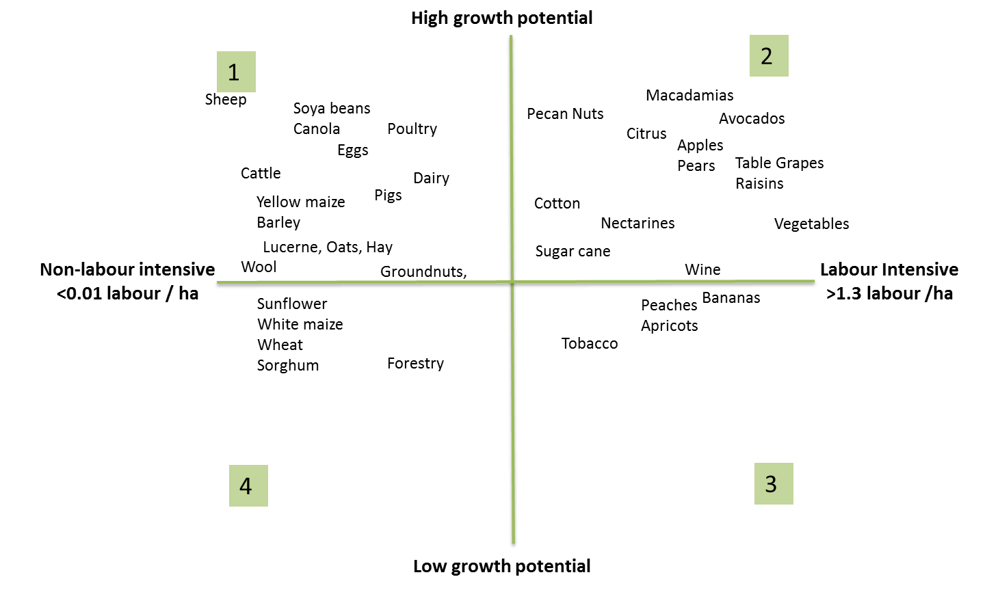 High growth potential
1
2
Sheep
Soya beans
Canola
Poultry
Eggs
Cattle
Dairy
Pigs
Yellow maize
Barley
Lucerne, Oats, Hay
Wool
Groundnuts,
Macadamias
Pecan Nuts
Avocados
Citrus
Apples
Pears
Table Grapes
Raisins
Cotton
Nectarines
Vegetables
Sugar cane
Wine
Non-labour intensive
<0.01 labour / ha
Labour Intensive
>1.3 labour /ha
Sunflower
White maize
Wheat
Sorghum
Forestry
Peaches
Bananas
Apricots
Tobacco
4
3
Low growth potential